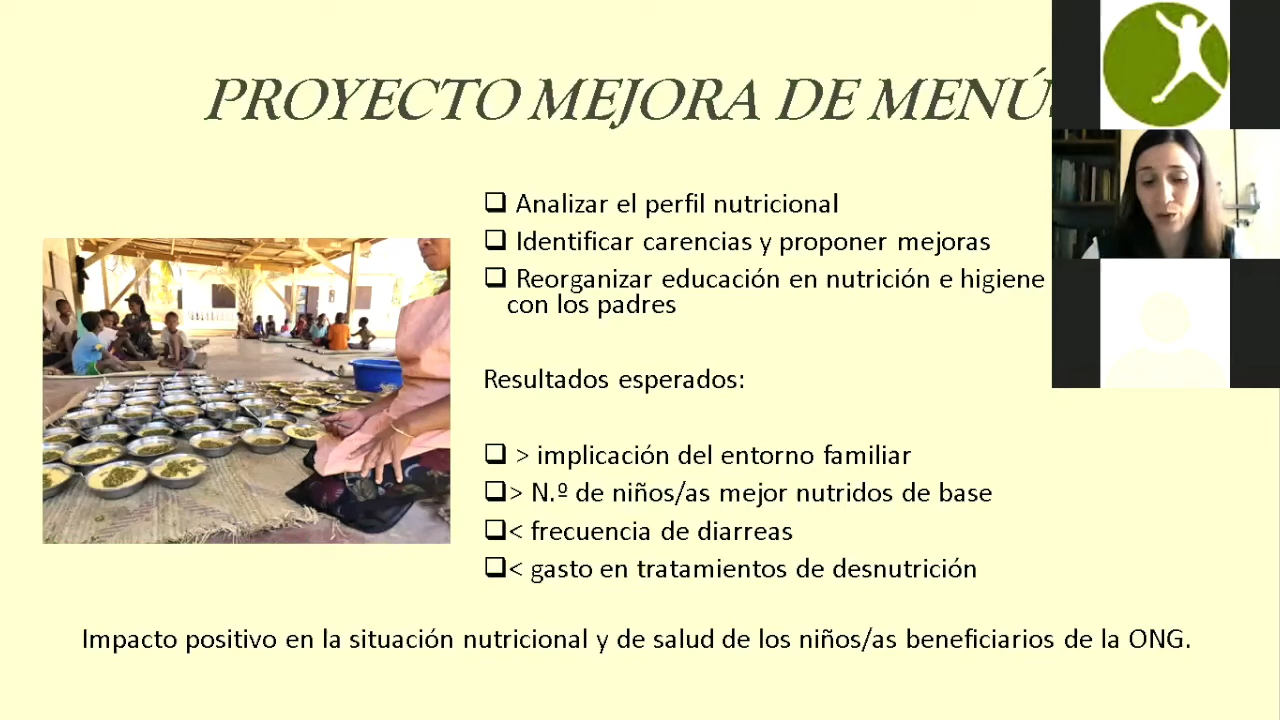 PROYECTO MEJORA DE MENÚ
❑ Analizar el perfil nutricional
❑ Identificar carencias y proponer mejoras
❑ Reorganizar educación en nutrición e higiene
con los padres
Resultados esperados:
❑ > implicación del entorno familiar
❑> N.º de niños/as mejor nutridos de base
❑< frecuencia de diarreas
❑< gasto en tratamientos de desnutrición
Impacto positivo en la situación nutricional y de salud de los niños/as beneficiarios de la ONG.